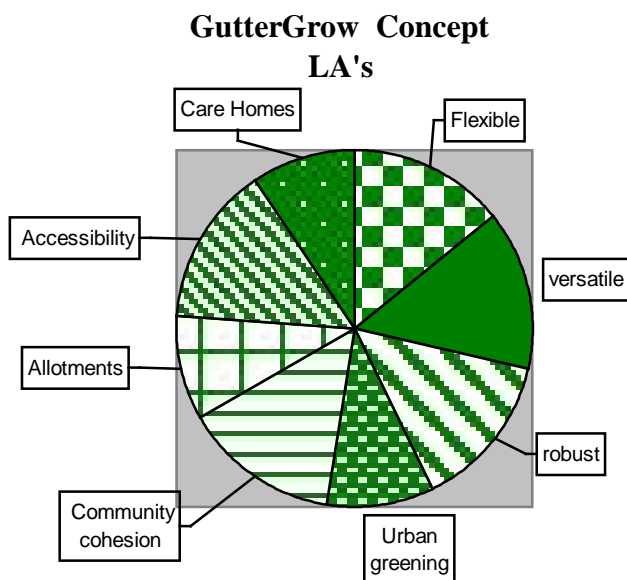 GutterGrow Concept
LA's
Care Homes
Flexible
Accessibility
versatile
Allotments
robust
Community
cohesion
Urban
greening